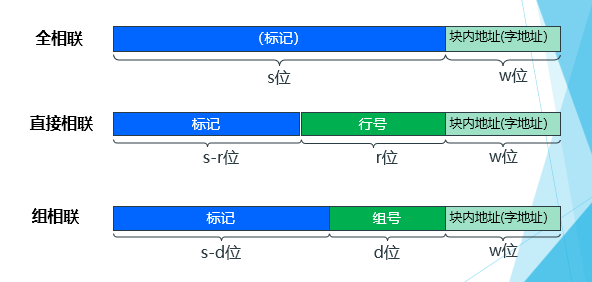 全相联
(标记)
块内地址(字地址)
s位
w位
直接相联
标记
行号
块内地址(字地址)
s-r位
r位
w位
组相联
标记
组号
块内地址(字地址)
s-d位
d位
w位